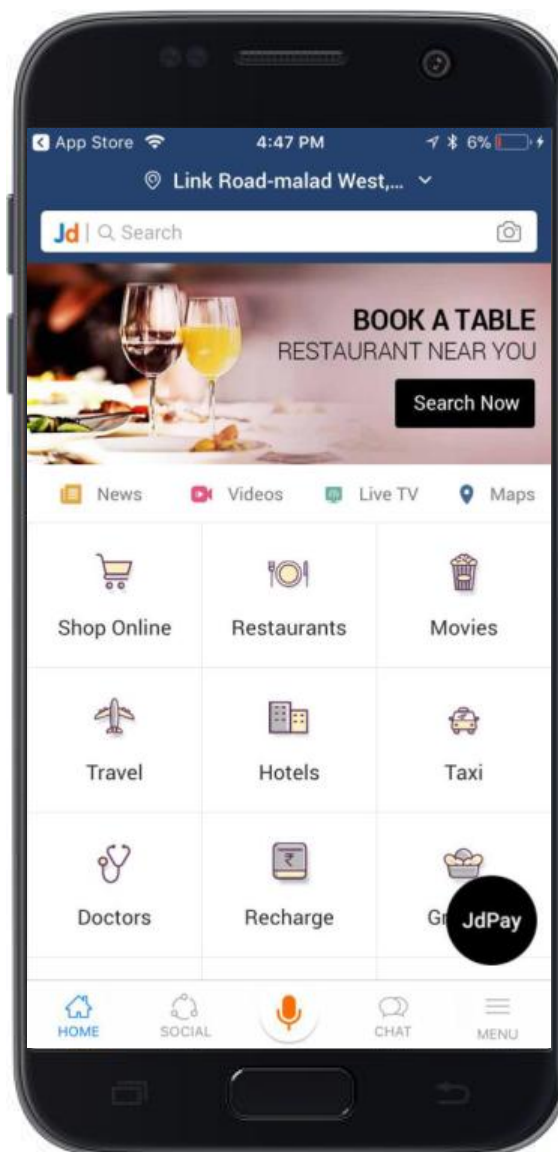 App Store 4:47 PM 6%
Link Road-malad West,...
Jd Search
BOOK A TABLE
RESTAURANT NEAR YOU
Search Now
News Videos Live TV Maps
Shop Online Restaurants Movies
Travel Hotels Taxi
₹
Doctors Recharge
JdPay
HOME SOCIAL CHAT MENU